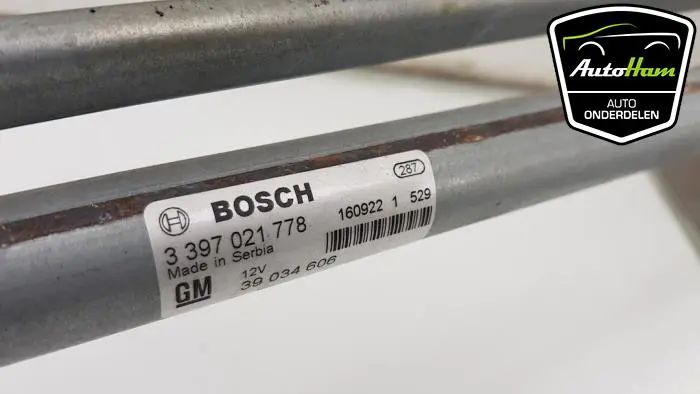 AutoHam
AUTO
ONDERDELEN
287
BOSCH
160922 1 529
3 397 021 778
Made in Serbia
12V
GM
39 034 606